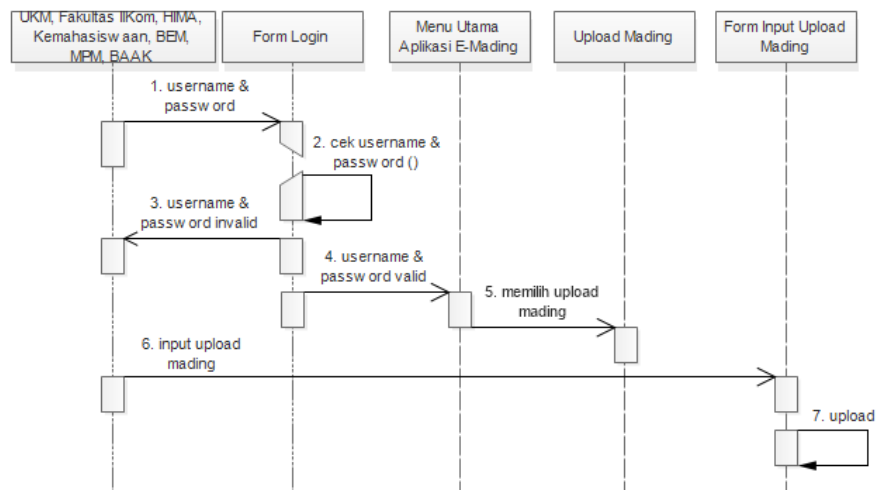 UKM, Fakultas IlKom, HIMA,
Kemahasiswaan, BEM,
MPM, BAAK
Form Login
Menu Utama
Aplikasi E-Mading
Upload Mading
Form Input Upload
Mading
1. username &
password
2. cek username &
password ()
3. username &
password invalid
4. username &
password valid
5. memilih upload
mading
6. input upload
mading
7. upload